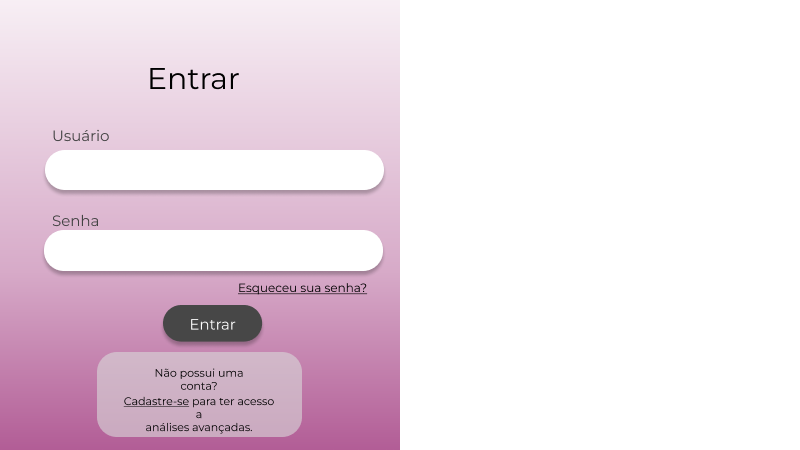 Entrar
Usuário
Senha
Esqueceu sua senha?
Entrar
Não possui uma
conta?
Cadastre-se para ter acesso
a
análises avançadas.